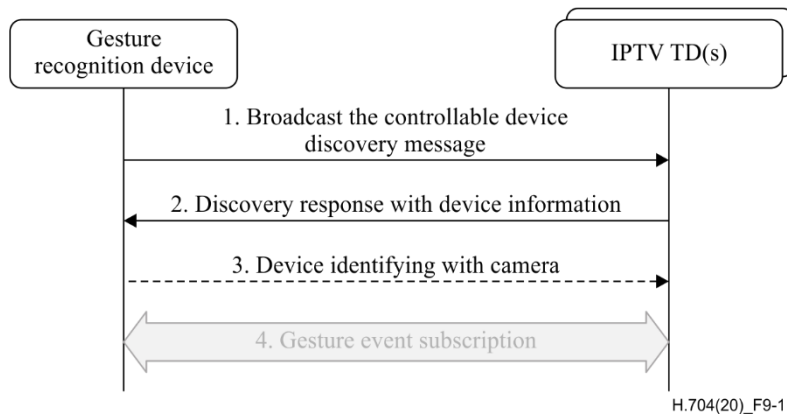 Gesture
recognition device
IPTV TD(s)
1. Broadcast the controllable device
discovery message
2. Discovery response with device information
3. Device identifying with camera
4. Gesture event subscription
H.704(20)_F9-1